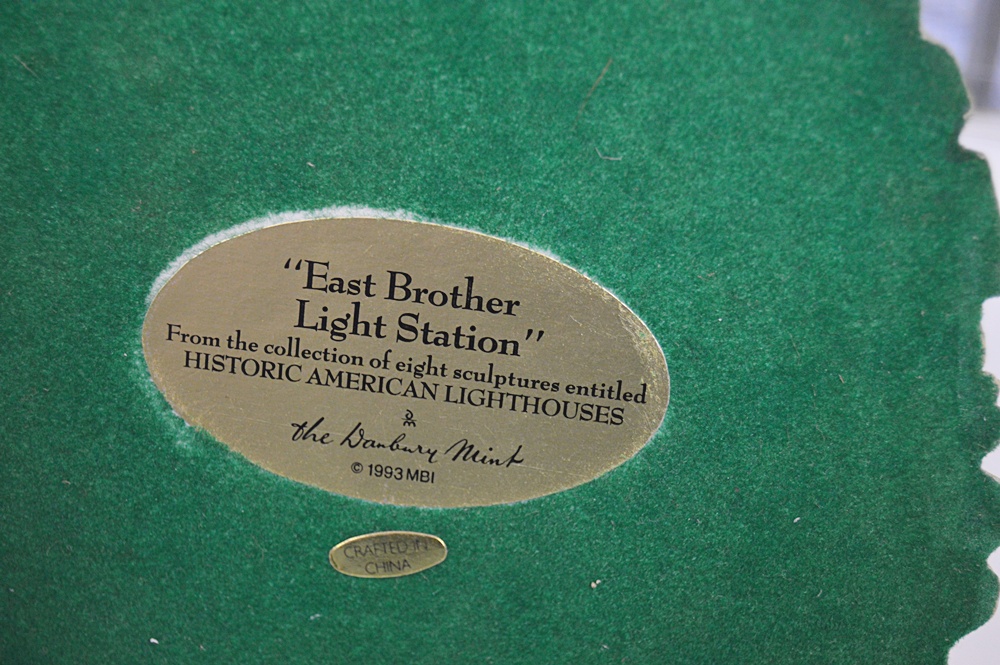 “East Brother
Light Station”
From the collection of eight sculptures entitled
HISTORIC AMERICAN LIGHTHOUSES
DM
the Danbury Mint
© 1993 MBI
CRAFTED IN
CHINA